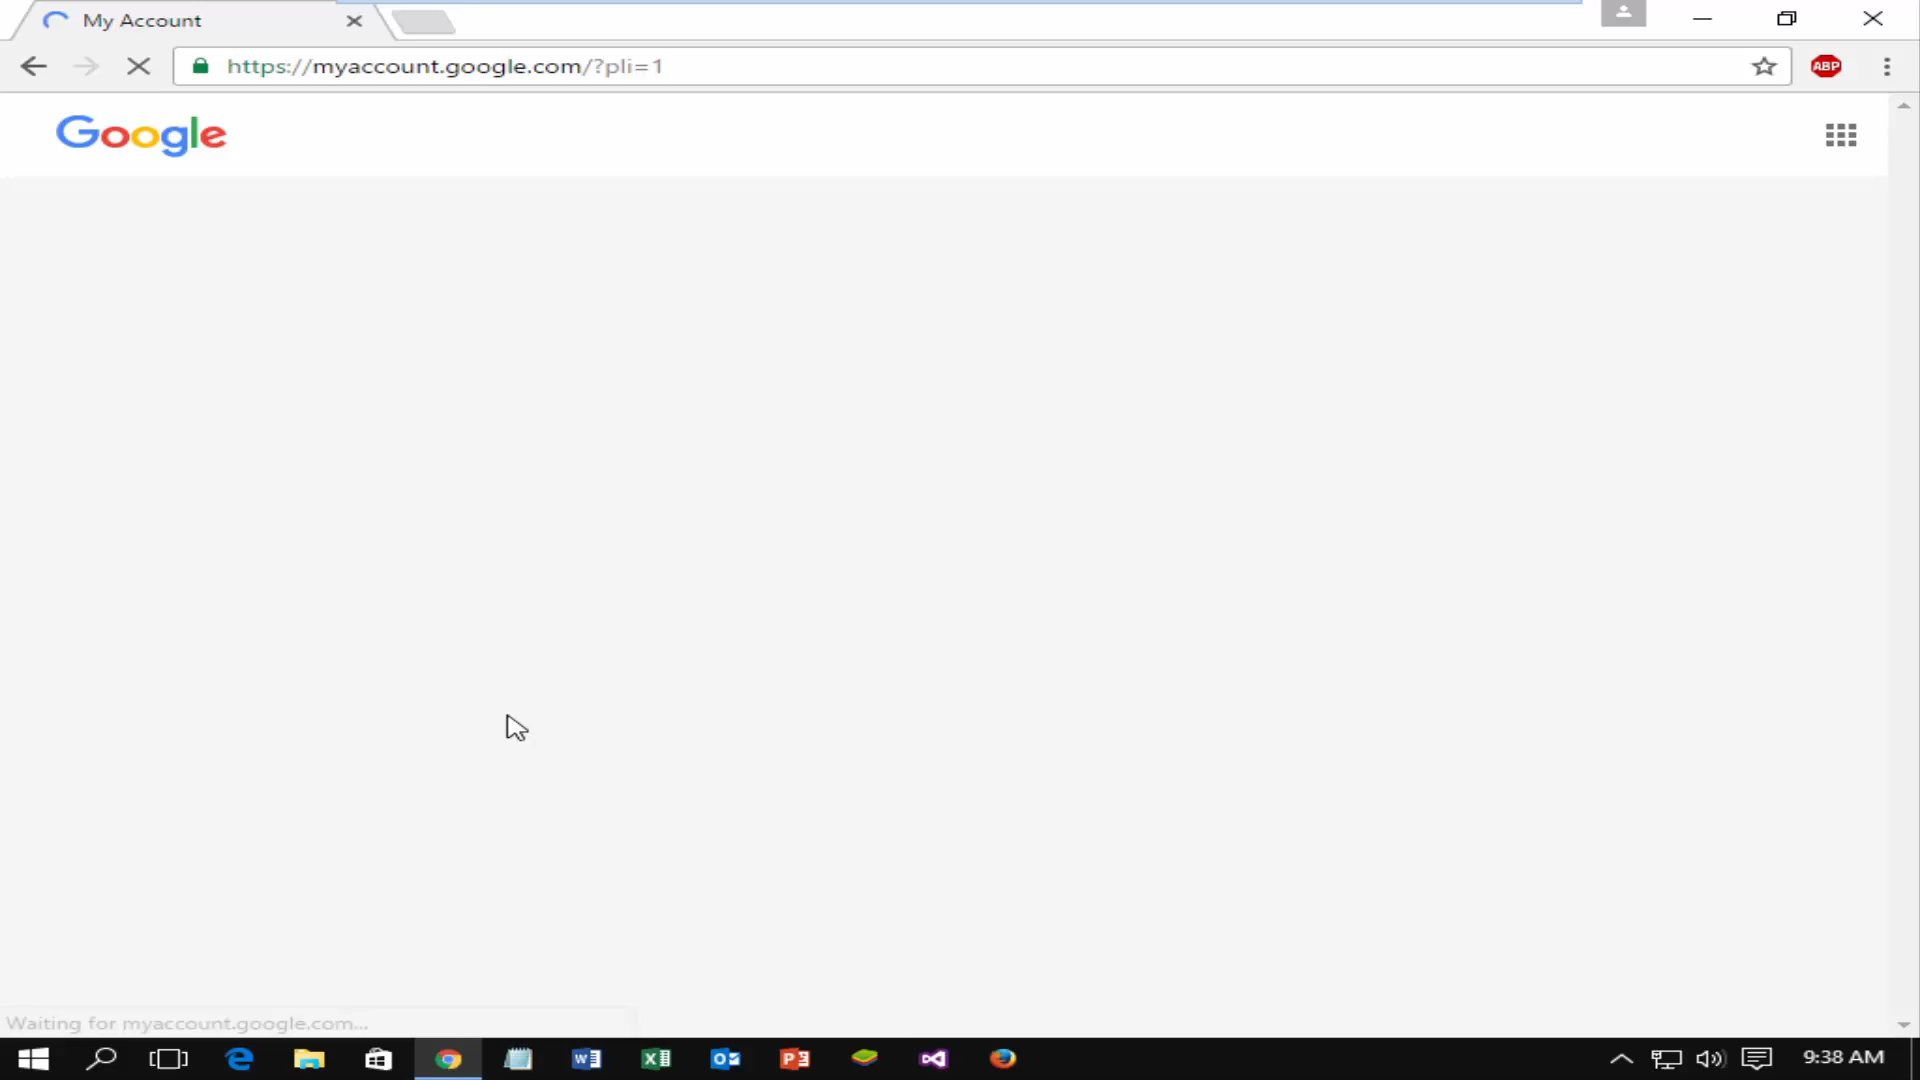 My Account
https://myaccount.google.com/?pli=1
ABP
Google
Waiting for myaccount.google.com...
9:38 AM